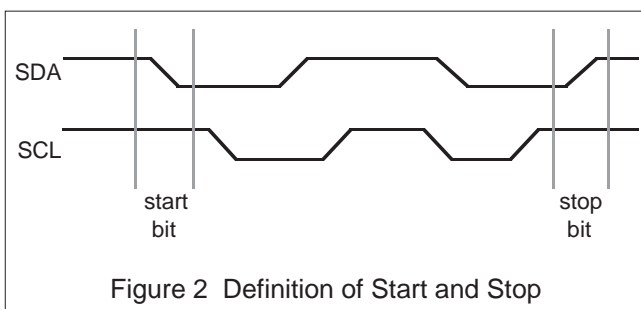 SDA
SCL
start
bit
stop
bit
Figure 2 Definition of Start and Stop